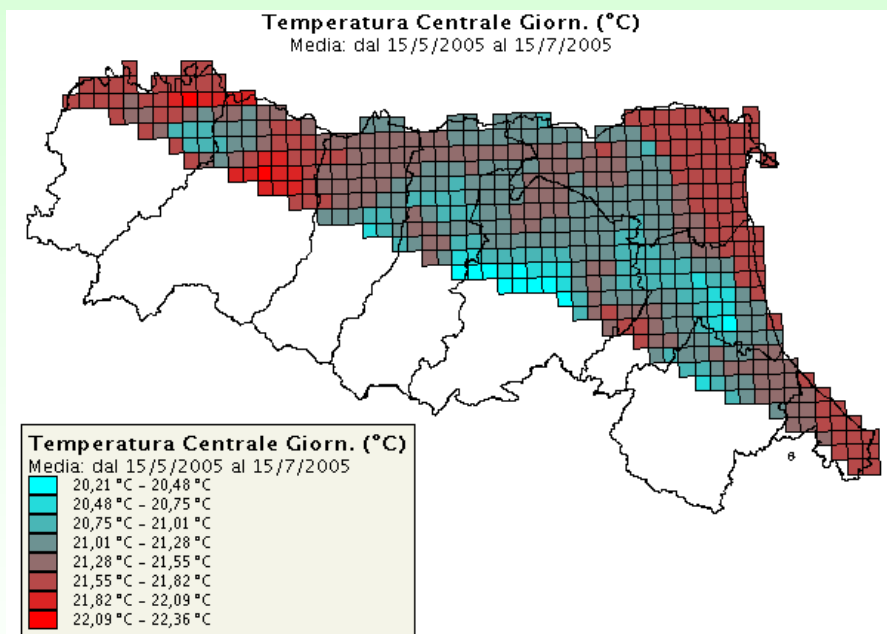 Temperatura Centrale Giorn. (°C)
Media: dal 15/5/2005 al 15/7/2005
Temperatura Centrale Giorn. (°C)
Media: dal 15/5/2005 al 15/7/2005
20,21 °C - 20,48 °C
20,48 °C - 20,75 °C
20,75 °C - 21,01 °C
21,01 °C - 21,28 °C
21,28 °C - 21,55 °C
21,55 °C - 21,82 °C
21,82 °C - 22,09 °C
22,09 °C - 22,36 °C